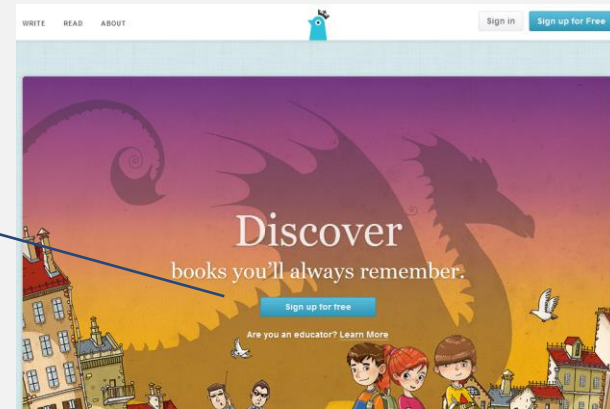 WRITE READ ABOUT Sign in Sign up for Free
Discover
books you'll always remember.
Sign up for free
Are you an educator? Learn More